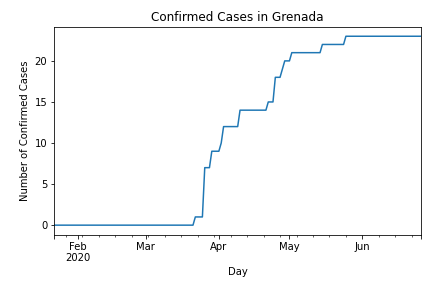 Confirmed Cases in Grenada
Number of Confirmed Cases
20
15
10
5
0
Feb
2020
Mar
Apr
May
Jun
Day